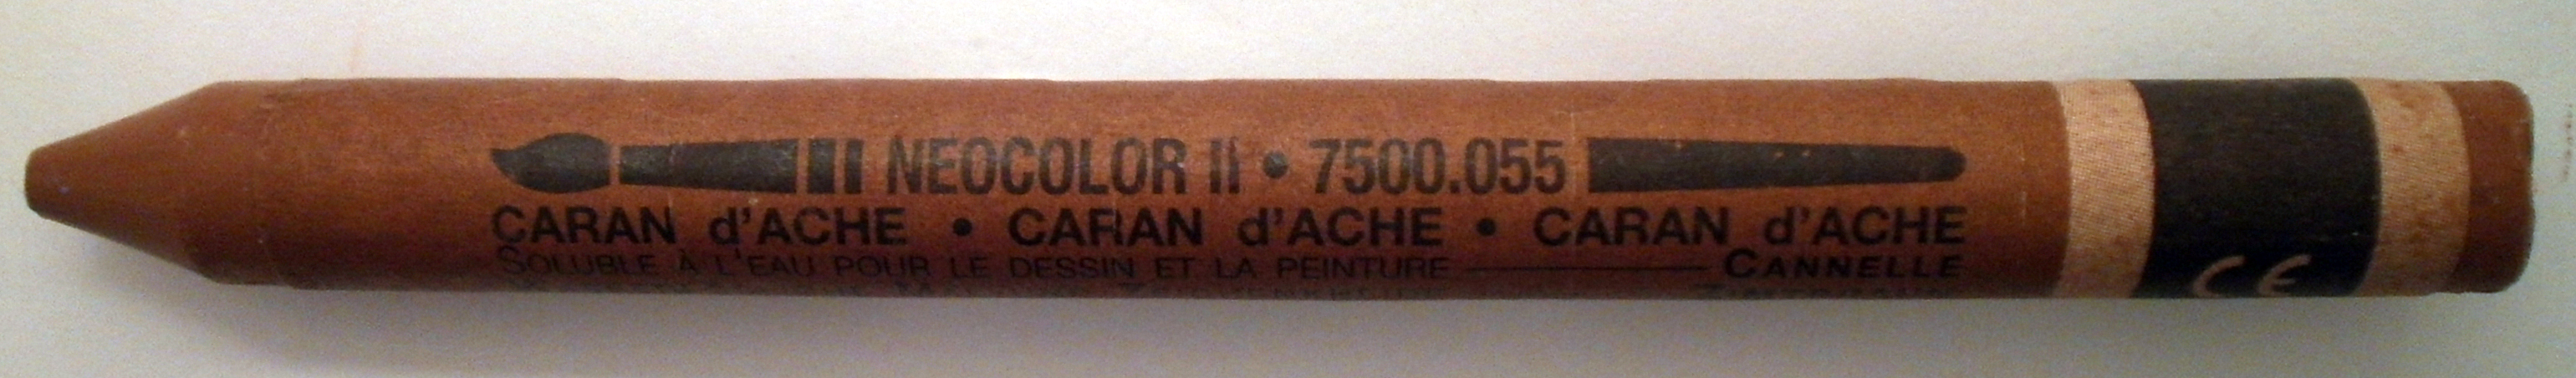 NEOCOLOR II • 7500.055
CARAN d'ACHE • CARAN d'ACHE • CARAN d'ACHE
SOLUBLE À L'EAU POUR LE DESSIN ET LA PEINTURE CANNELLE
CE